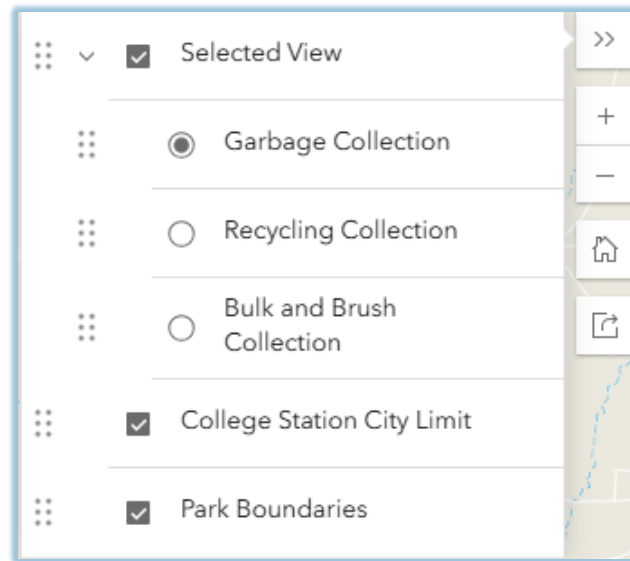 Selected View
Garbage Collection
Recycling Collection
Bulk and Brush
Collection
College Station City Limit
Park Boundaries